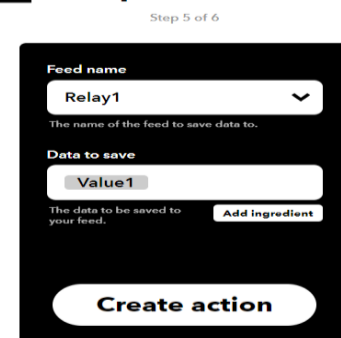 Step 5 of 6
Feed name
Relay1
The name of the feed to save data to.
Data to save
Value1
The data to be saved to
your feed.
Add ingredient
Create action